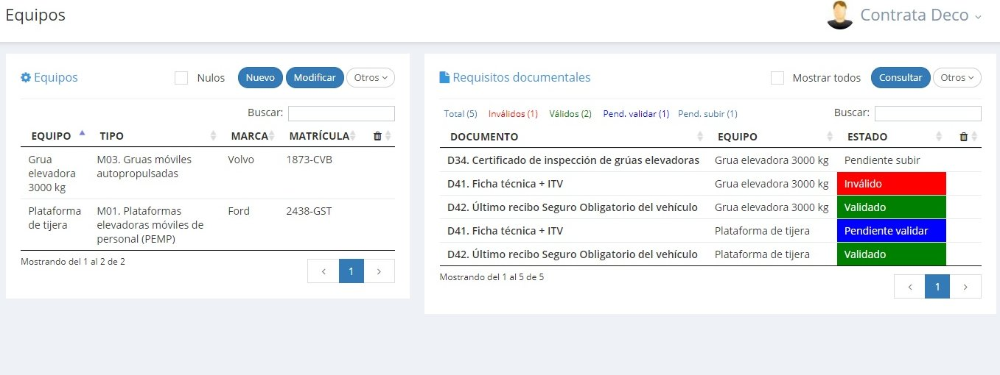 Equipos
Contrata Deco
Equipos
Nulos
Nuevo
Modificar
Otros
Buscar:
EQUIPO TIPO MARCA MATRÍCULA
Grua elevadora 3000 kg
M03. Gruas móviles autopropulsadas
Volvo
1873-CVB
Plataforma de tijera
M01. Plataformas elevadoras móviles de personal (PEMP)
Ford
2438-GST
Mostrando del 1 al 2 de 2
‹ 1 ›
Requisitos documentales
Mostrar todos
Consultar
Otros
Total (5) Inválidos (1) Válidos (2) Pend. validar (1) Pend. subir (1)
Buscar:
DOCUMENTO EQUIPO ESTADO
D34. Certificado de inspección de grúas elevadoras Grua elevadora 3000 kg Pendiente subir
D41. Ficha técnica + ITV Grua elevadora 3000 kg Inválido
D42. Último recibo Seguro Obligatorio del vehículo Grua elevadora 3000 kg Validado
D41. Ficha técnica + ITV Plataforma de tijera Pendiente validar
D42. Último recibo Seguro Obligatorio del vehículo Plataforma de tijera Validado
Mostrando del 1 al 5 de 5
‹ 1 ›